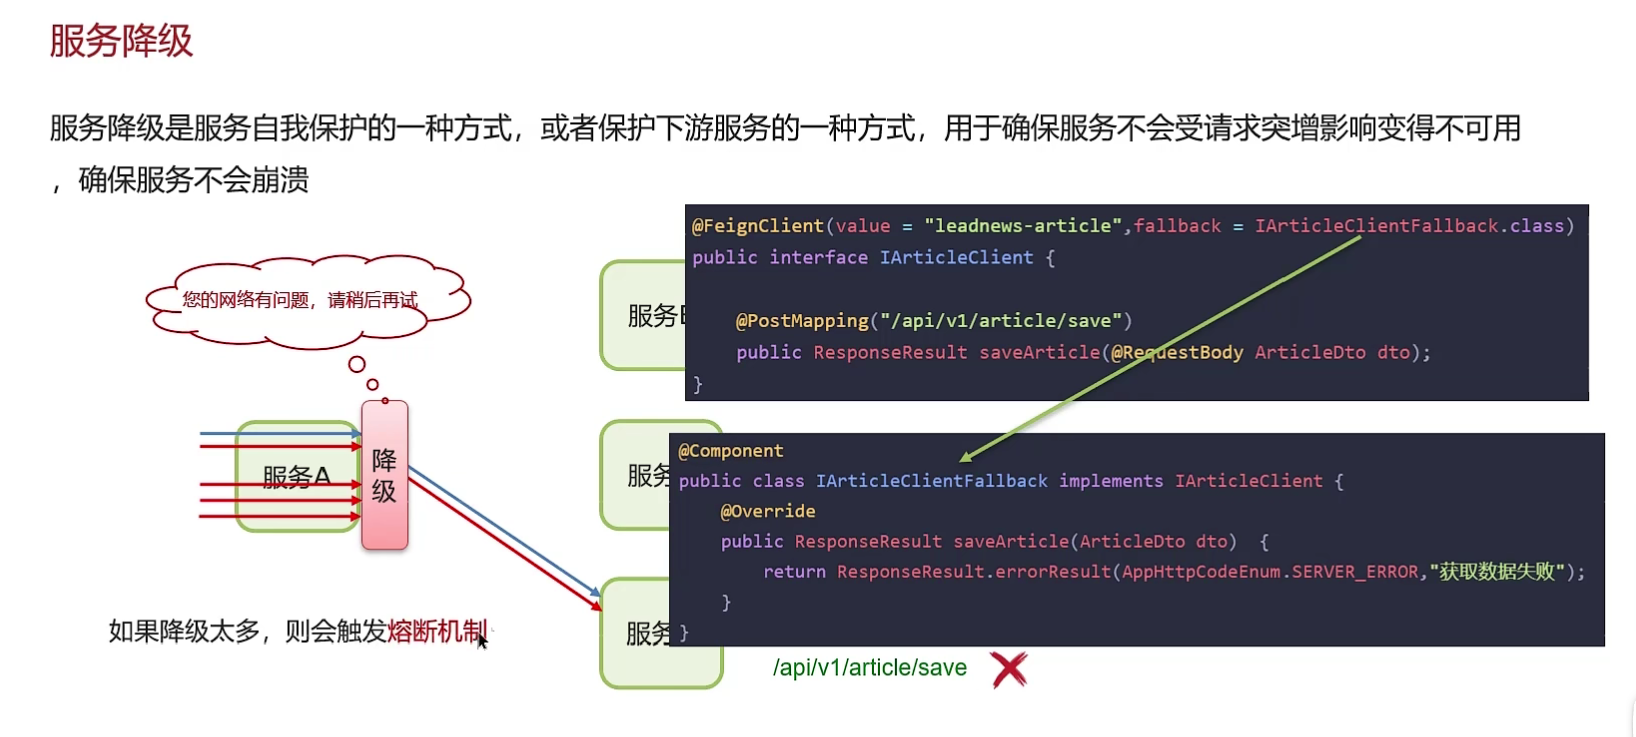 服务降级
服务降级是服务自我保护的一种方式，或者保护下游服务的一种方式，用于确保服务不会受请求突增影响变得不可用
，确保服务不会崩溃
@FeignClient(value = "leadnews-article",fallback = IArticleClientFallback.class)
public interface IArticleClient {
@PostMapping("/api/v1/article/save")
public ResponseResult saveArticle(@RequestBody ArticleDto dto);
}
您的网络有问题，请稍后再试
服务
服务A
降级
服务
@Component
public class IArticleClientFallback implements IArticleClient {
@Override
public ResponseResult saveArticle(ArticleDto dto) {
return ResponseResult.errorResult(AppHttpCodeEnum.SERVER_ERROR,"获取数据失败");
}
}
如果降级太多，则会触发熔断机制
服务
/api/v1/article/save